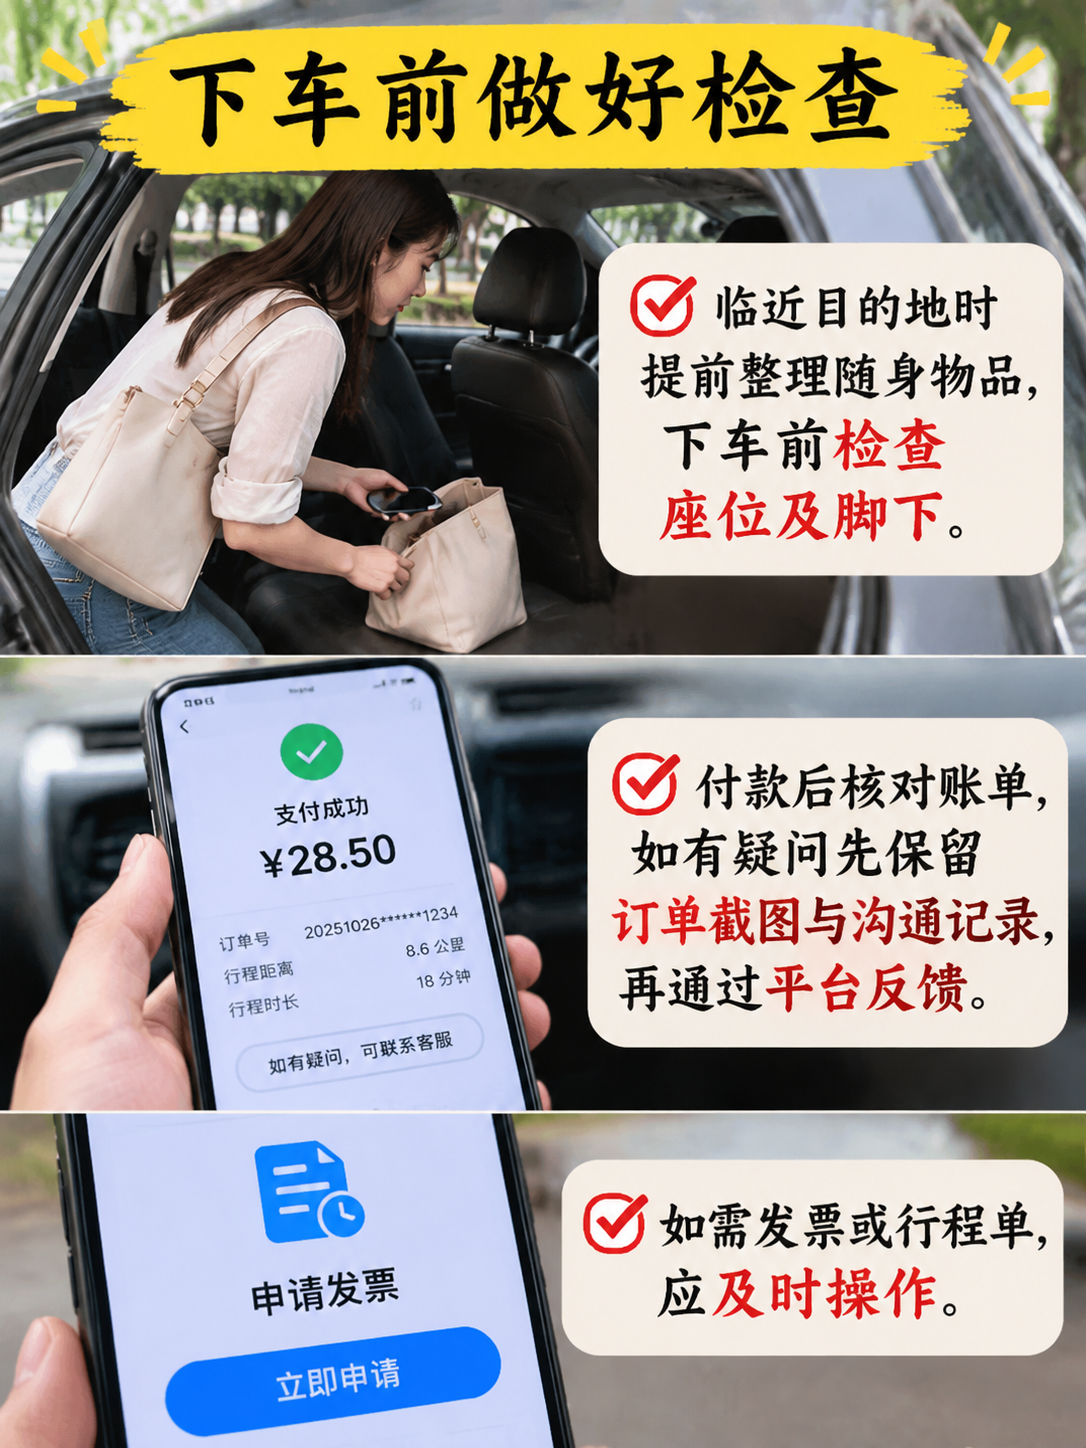 下车前做好检查
临近目的地时
提前整理随身物品，
下车前检查
座位及脚下。
支付成功
¥28.50
订单号 20251026******1234
行程距离 8.6 公里
行程时长 18 分钟
如有疑问，可联系客服
付款后核对账单，
如有疑问先保留
订单截图与沟通记录，
再通过平台反馈。
申请发票
立即申请
如需发票或行程单，
应及时操作。